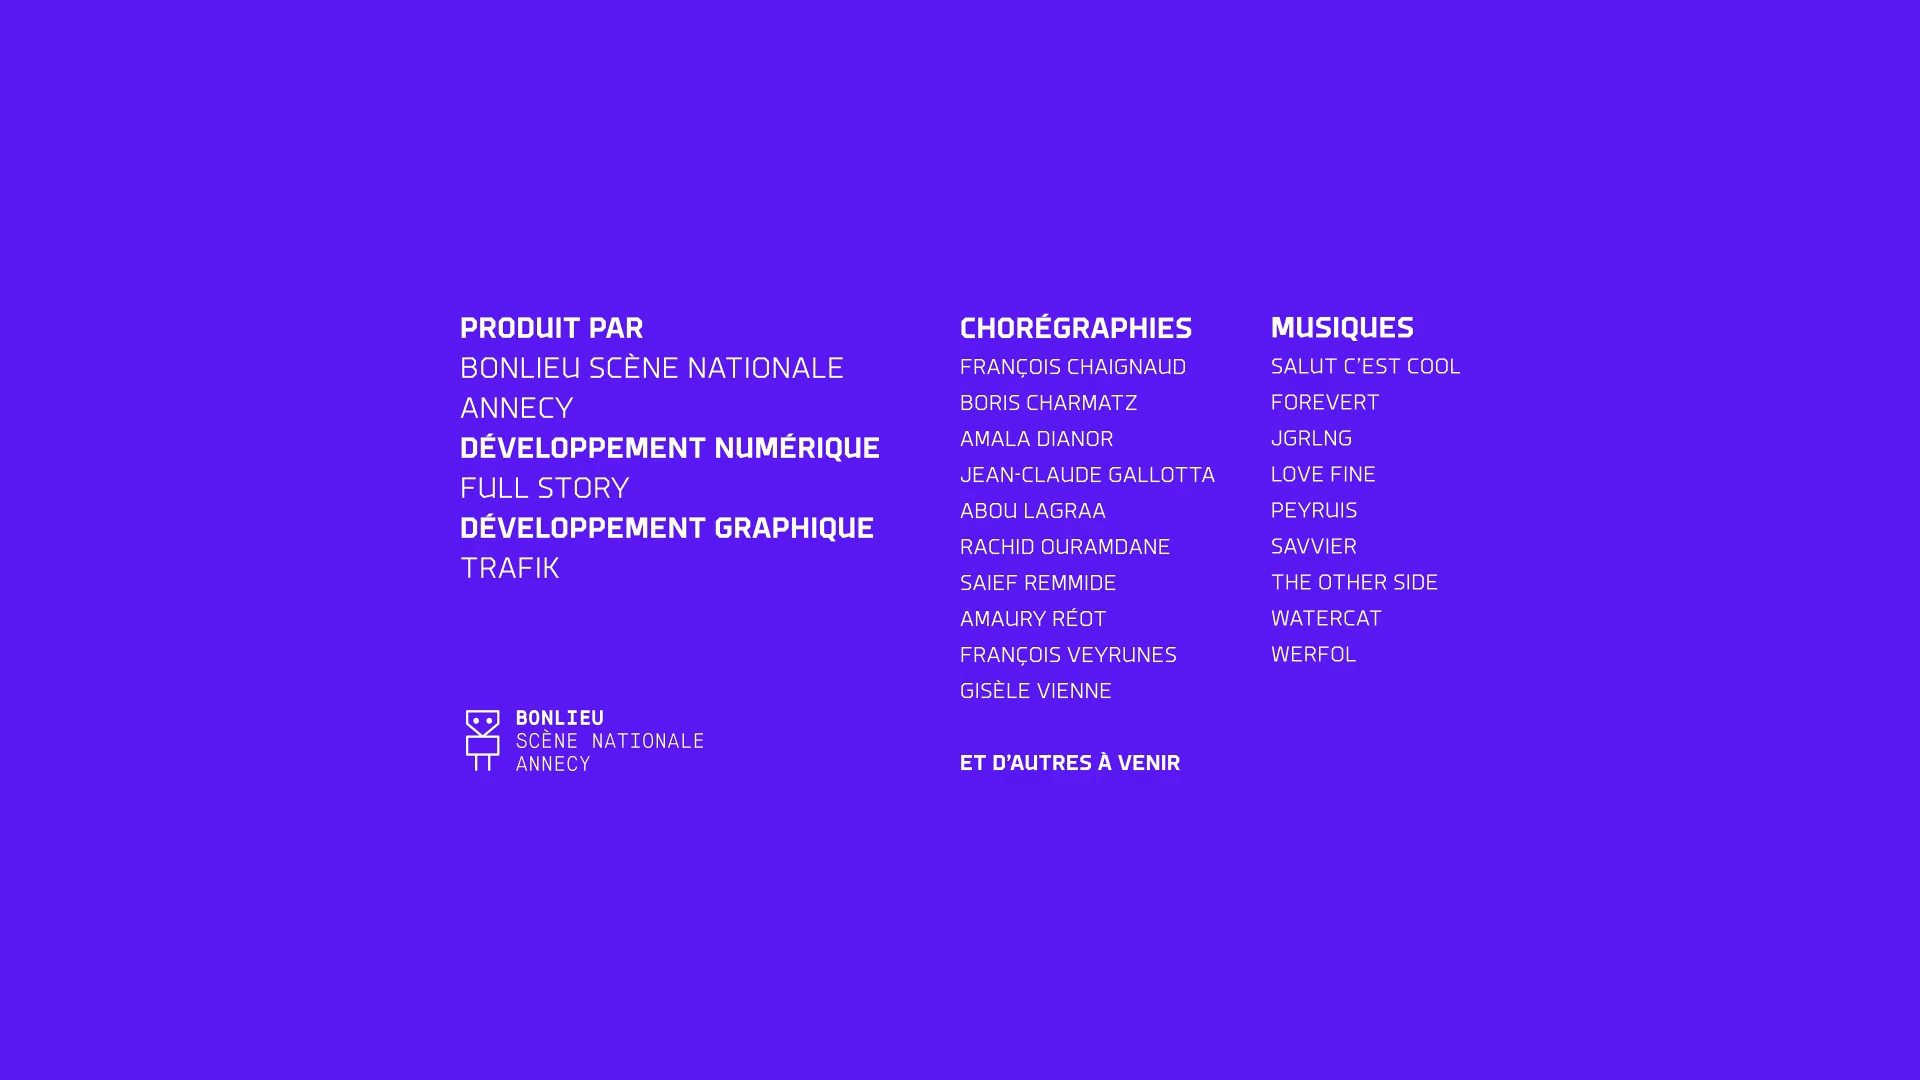 PRODUIT PAR
BONLIEU SCÈNE NATIONALE
ANNECY
DÉVELOPPEMENT NUMÉRIQUE
FULL STORY
DÉVELOPPEMENT GRAPHIQUE
TRAFIK
BONLIEU
SCÈNE NATIONALE
ANNECY
CHORÉGRAPHIES
FRANÇOIS CHAIGNAUD
BORIS CHARMATZ
AMALA DIANOR
JEAN-CLAUDE GALLOTTA
ABOU LAGRAA
RACHID OURAMDANE
SAIEF REMMIDE
AMAURY RÉOT
FRANÇOIS VEYRUNES
GISÈLE VIENNE
ET D’AUTRES À VENIR
MUSIQUES
SALUT C’EST COOL
FOREVERT
JGRLNG
LOVE FINE
PEYRUIS
SAVVIER
THE OTHER SIDE
WATERCAT
WERFOL